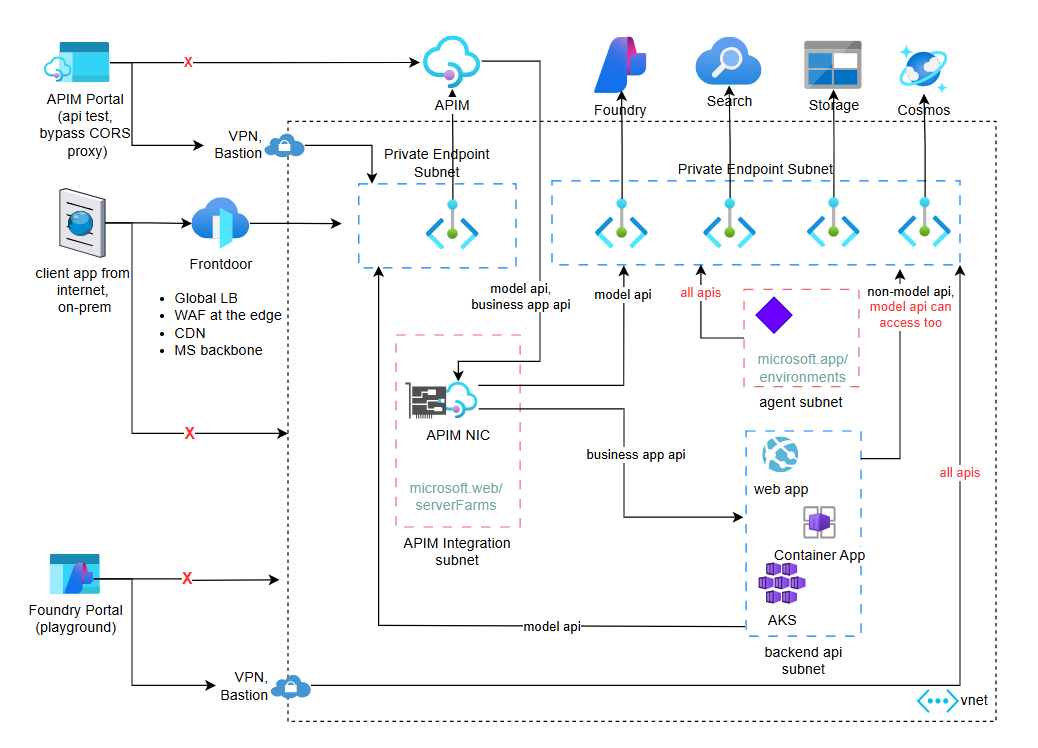 APIM Portal
(api test,
bypass CORS
proxy)
X
APIM
Foundry
Search
Storage
Cosmos
VPN,
Bastion
Private Endpoint
Subnet
Private Endpoint Subnet
client app from
internet,
on-prem
Frontdoor
Global LB
WAF at the edge
CDN
MS backbone
X
model api,
business app api
model api
all apis
non-model api,
model api can
access too
microsoft.app/
environments
agent subnet
APIM NIC
microsoft.web/
serverFarms
APIM Integration
subnet
business app api
web app
Container App
AKS
backend api
subnet
all apis
X
Foundry Portal
(playground)
model api
VPN,
Bastion
vnet